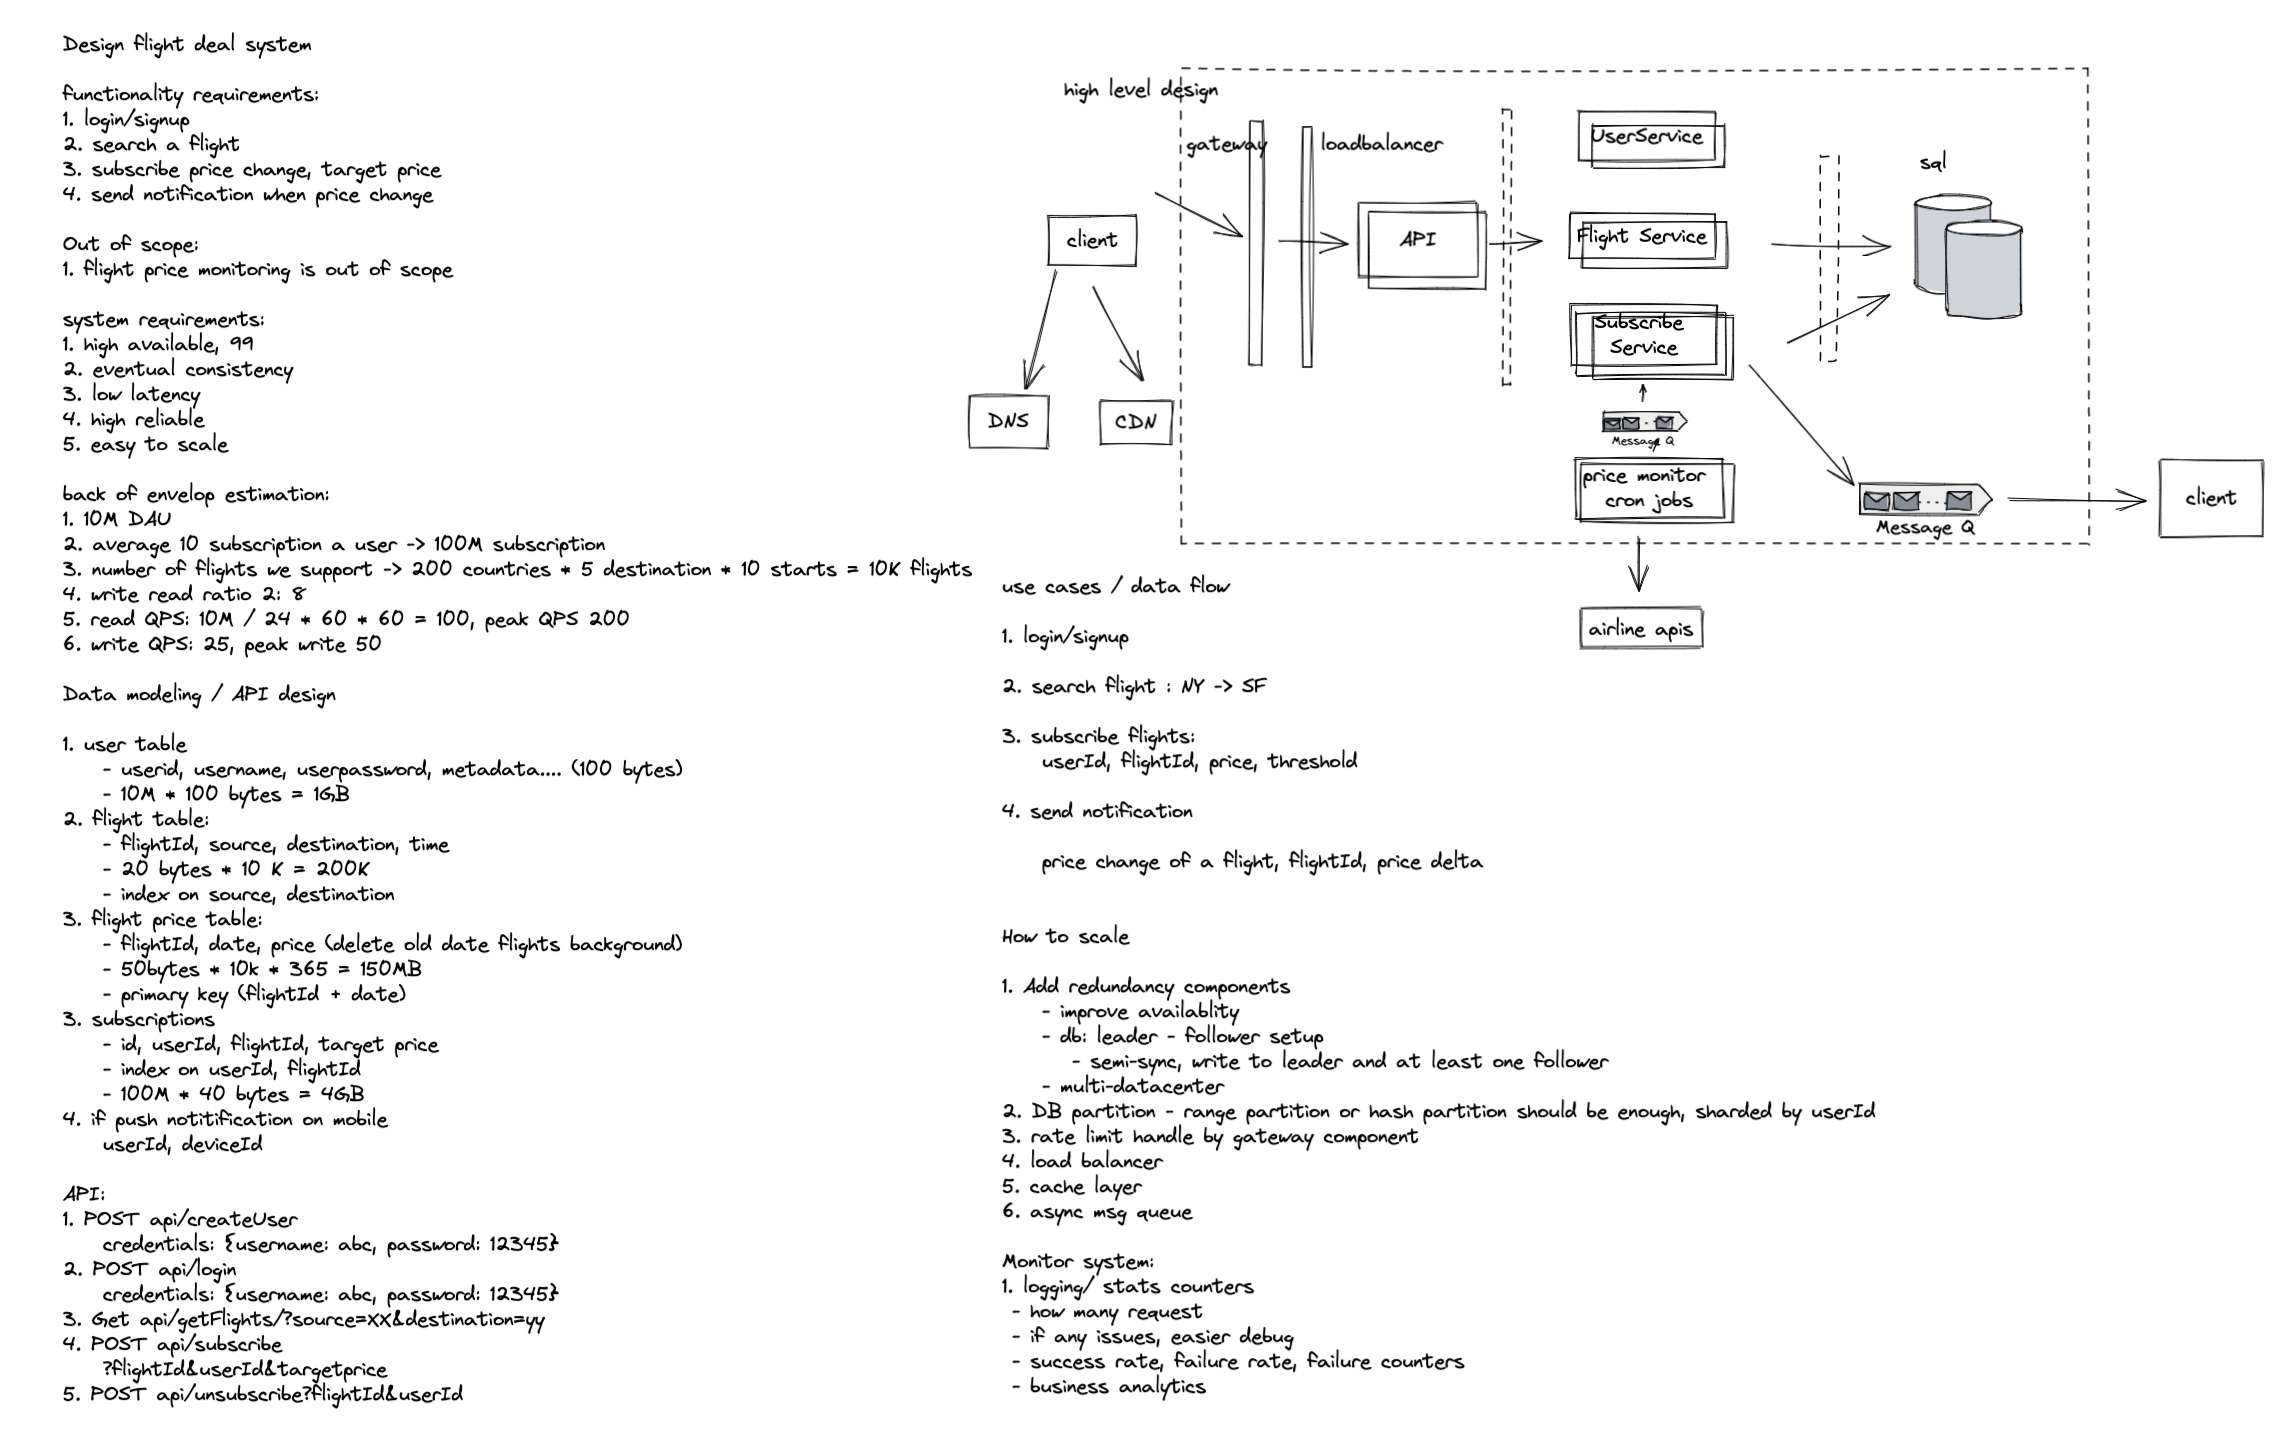 Design flight deal system
functionality requirements:
1. login/signup
2. search a flight
3. subscribe price change, target price
4. send notification when price change
Out of scope:
1. flight price monitoring is out of scope
system requirements:
1. high available, 99
2. eventual consistency
3. low latency
4. high reliable
5. easy to scale
back of envelop estimation:
1. 10M DAU
2. average 10 subscription a user -> 100M subscription
3. number of flights we support -> 200 countries * 5 destination * 10 starts = 10K flights
4. write read ratio 2: 8
5. read QPS: 10M / 24 * 60 * 60 = 100, peak QPS 200
6. write QPS: 25, peak write 50
Data modeling / API design
1. user table
- userid, username, userpassword, metadata.... (100 bytes)
- 10M * 100 bytes = 1GB
2. flight table:
- flightId, source, destination, time
- 20 bytes * 10 K = 200K
- index on source, destination
3. flight price table:
- flightId, date, price (delete old date flights background)
- 50bytes * 10k * 365 = 150MB
- primary key (flightId + date)
3. subscriptions
- id, userId, flightId, target price
- index on userId, flightId
- 100M * 40 bytes = 4GB
4. if push notitification on mobile
userId, deviceId
API:
1. POST api/createUser
credentials: {username: abc, password: 12345}
2. POST api/login
credentials: {username: abc, password: 12345}
3. Get api/getFlights/?source=xx&destination=yy
4. POST api/subscribe
?flightId&userId&targetprice
5. POST api/unsubscribe?flightId&userId
high level design
gateway
loadbalancer
client
DNS
CDN
API
UserService
Flight Service
Subscribe
Service
Message Q
price monitor
cron jobs
airline apis
sql
Message Q
client
use cases / data flow
1. login/signup
2. search flight : NY -> SF
3. subscribe flights:
userId, flightId, price, threshold
4. send notification
price change of a flight, flightId, price delta
How to scale
1. Add redundancy components
- improve availablity
- db: leader - follower setup
- semi-sync, write to leader and at least one follower
- multi-datacenter
2. DB partition - range partition or hash partition should be enough, sharded by userId
3. rate limit handle by gateway component
4. load balancer
5. cache layer
6. async msg queue
Monitor system:
1. logging/ stats counters
- how many request
- if any issues, easier debug
- success rate, failure rate, failure counters
- business analytics